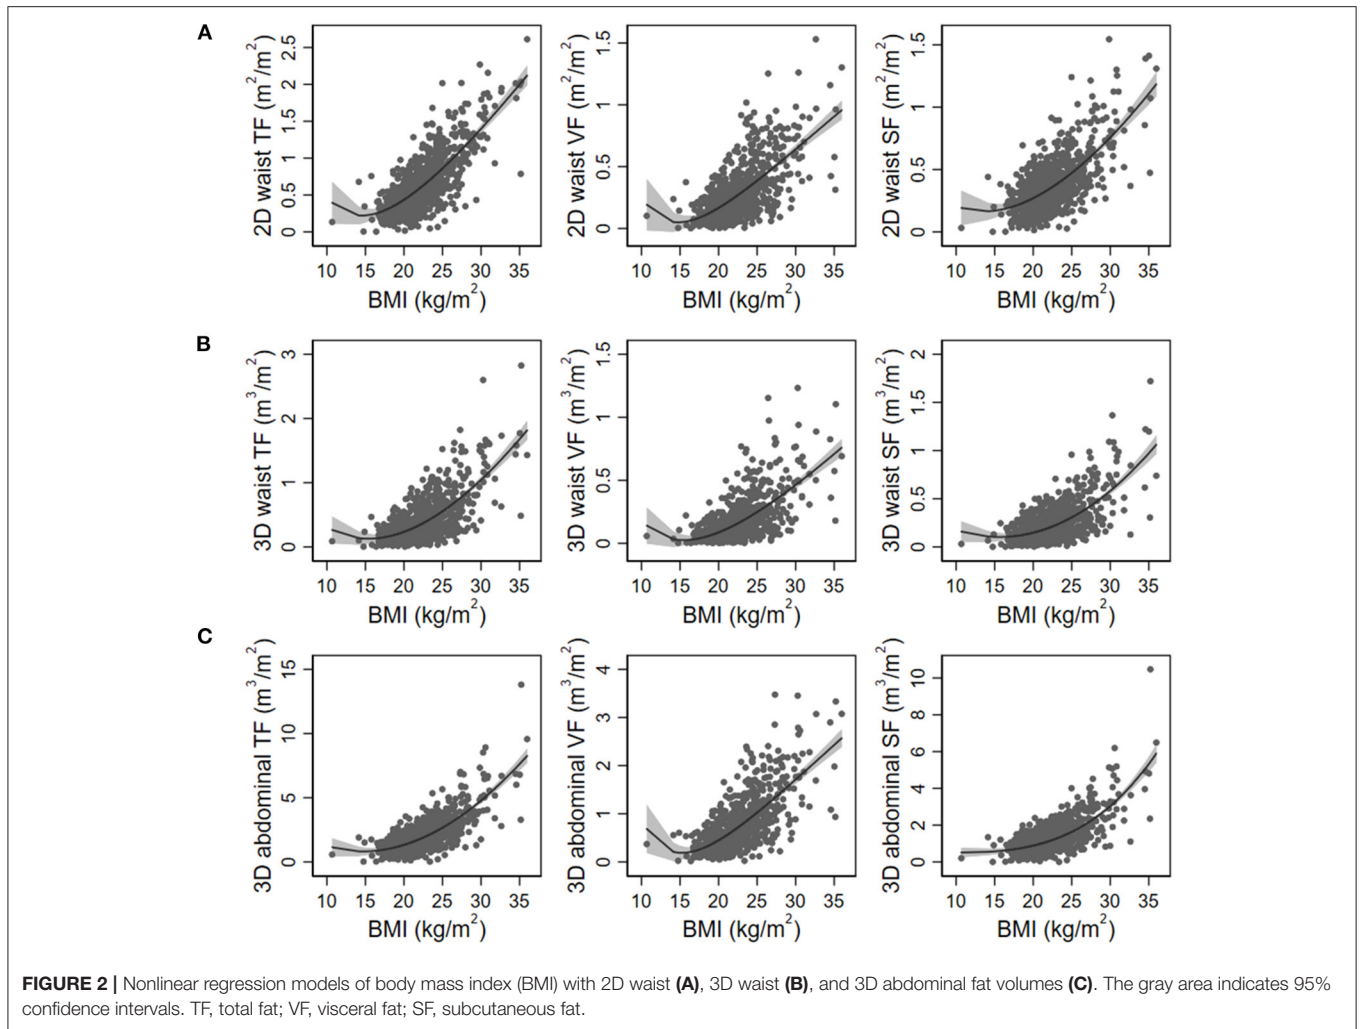 A
2D waist TF (m²/m²)
0
0.5
1
1.5
2
2.5
10 15 20 25 30 35
BMI (kg/m²)
2D waist VF (m²/m²)
0
0.5
1
1.5
10 15 20 25 30 35
BMI (kg/m²)
2D waist SF (m²/m²)
0
0.5
1
1.5
10 15 20 25 30 35
BMI (kg/m²)
B
3D waist TF (m³/m²)
0
1
2
3
10 15 20 25 30 35
BMI (kg/m²)
3D waist VF (m³/m²)
0
0.5
1
1.5
10 15 20 25 30 35
BMI (kg/m²)
3D waist SF (m³/m²)
0
0.5
1
1.5
2
10 15 20 25 30 35
BMI (kg/m²)
C
3D abdominal TF (m³/m²)
0
5
10
15
10 15 20 25 30 35
BMI (kg/m²)
3D abdominal VF (m³/m²)
0
1
2
3
4
10 15 20 25 30 35
BMI (kg/m²)
3D abdominal SF (m³/m²)
0
2
4
6
8
10
10 15 20 25 30 35
BMI (kg/m²)
FIGURE 2 | Nonlinear regression models of body mass index (BMI) with 2D waist (A), 3D waist (B), and 3D abdominal fat volumes (C). The gray area indicates 95%
confidence intervals. TF, total fat; VF, visceral fat; SF, subcutaneous fat.